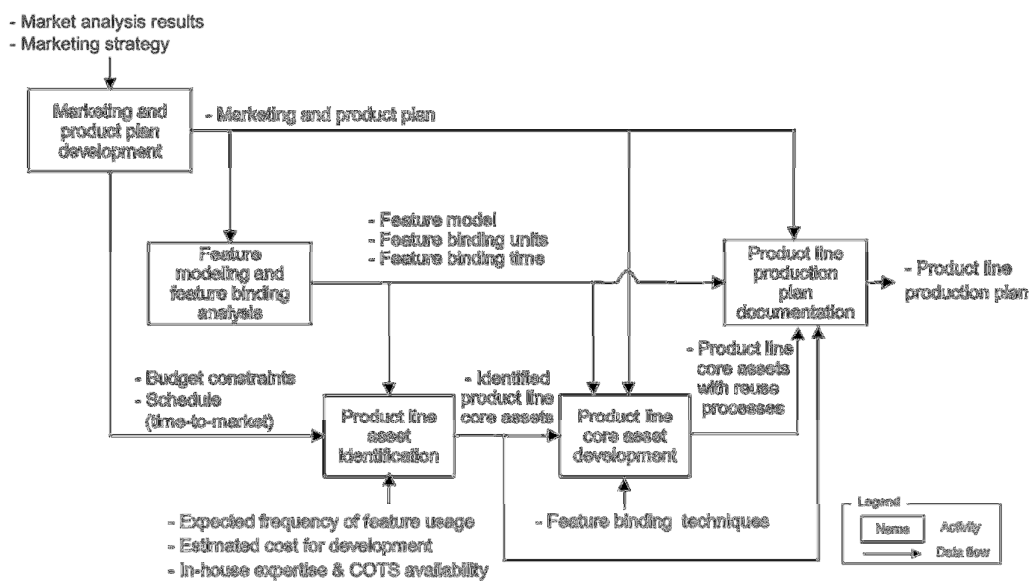 - Market analysis results
- Marketing strategy
Marketing and
product plan
development
- Marketing and product plan
- Feature model
- Feature binding units
- Feature binding time
Feature
modeling and
feature binding
analysis
Product line
production
plan
documentation
- Product line
production plan
- Budget constraints
- Schedule
(time-to-market)
- Identified
product line
core assets
- Product line
core assets
with reuse
processes
Product line
asset
identification
Product line
core asset
development
- Expected frequency of feature usage
- Estimated cost for development
- In-house expertise & COTS availability
- Feature binding techniques
Legend
Name
Activity
Data flow